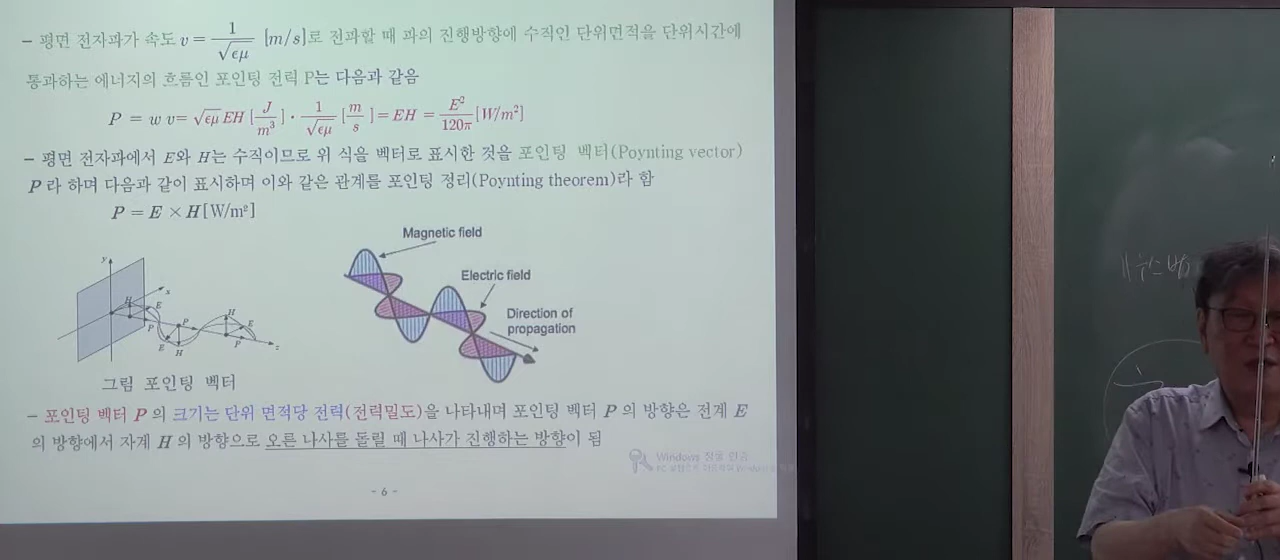 – 평면 전자파가 속도 v = 1/√(εμ) [m/s]로 전파할 때 파의 진행방향에 수직인 단위면적을 단위시간에
통과하는 에너지의 흐름인 포인팅 전력 P는 다음과 같음
P = w v = √(εμ) EH [J/m³] · 1/√(εμ) [m/s] = EH = E²/120π [W/m²]
– 평면 전자파에서 E와 H는 수직이므로 위 식을 벡터로 표시한 것을 포인팅 벡터(Poynting vector)
P 라 하며 다음과 같이 표시하며 이와 같은 관계를 포인팅 정리(Poynting theorem)라 함
P = E × H [W/m²]
Magnetic field
Electric field
Direction of
propagation
y
x
H
E
P
P
E
H
H
E
P
z
그림 포인팅 벡터
– 포인팅 벡터 P 의 크기는 단위 면적당 전력(전력밀도)을 나타내며 포인팅 벡터 P 의 방향은 전계 E
의 방향에서 자계 H 의 방향으로 오른 나사를 돌릴 때 나사가 진행하는 방향이 됨
Windows 정품 인증
- 6 -